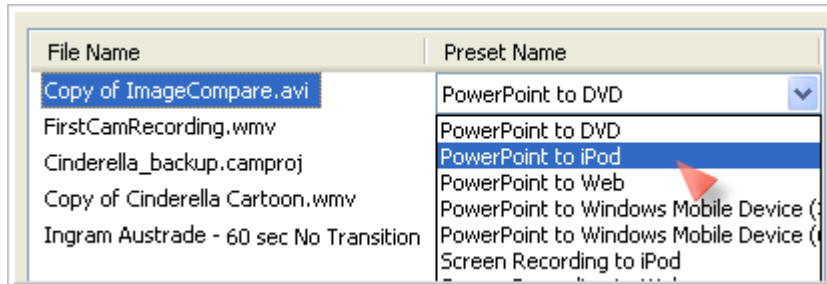 File Name Preset Name
Copy of ImageCompare.avi PowerPoint to DVD
FirstCamRecording.wmv PowerPoint to DVD
Cinderella_backup.camproj PowerPoint to iPod
Copy of Cinderella Cartoon.wmv PowerPoint to Web
Ingram Austrade - 60 sec No Transition PowerPoint to Windows Mobile Device (
PowerPoint to Windows Mobile Device (
Screen Recording to iPod